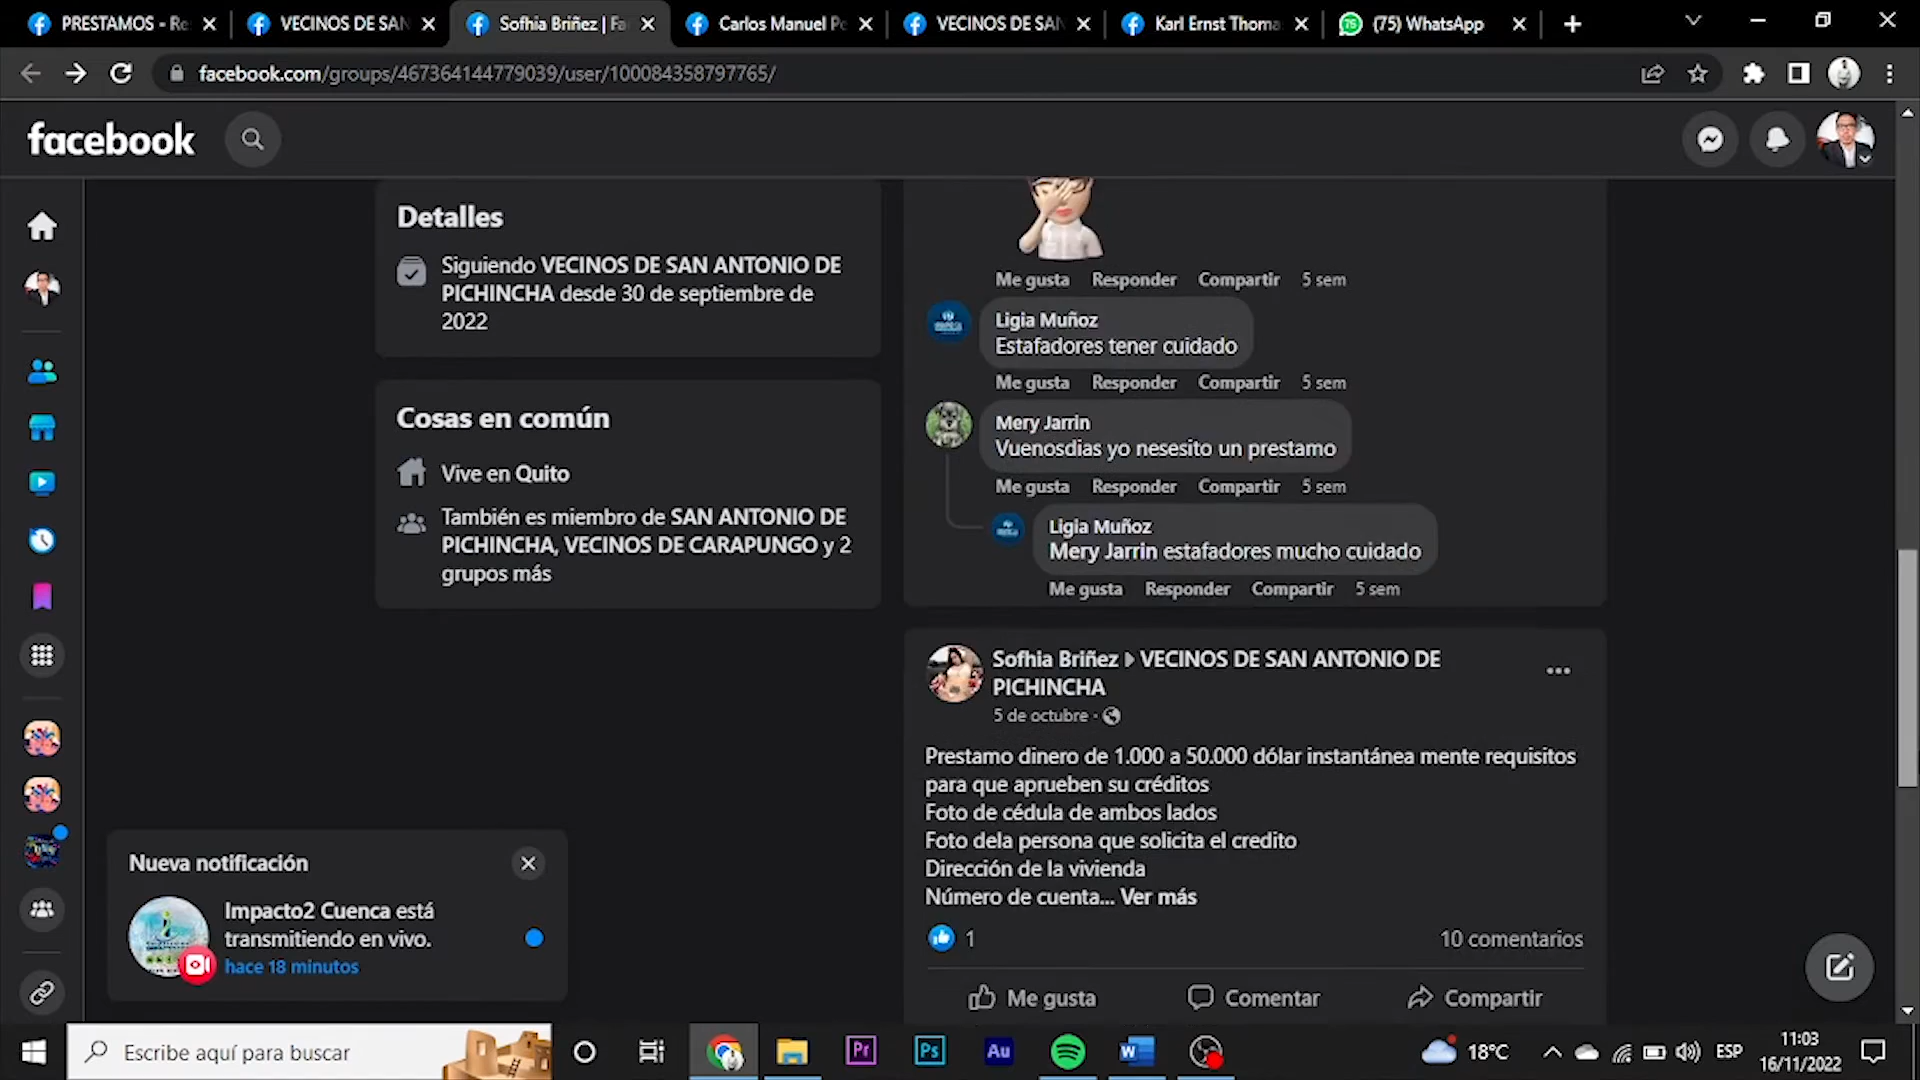 PRESTAMOS - Re
VECINOS DE SAN
Sofhia Briñez | Fa
Carlos Manuel Pe
VECINOS DE SAN
Karl Ernst Thoma
(75) WhatsApp
facebook.com/groups/467364144779039/user/100084358797765/
facebook
Detalles
Siguiendo VECINOS DE SAN ANTONIO DE
PICHINCHA desde 30 de septiembre de
2022
Cosas en común
Vive en Quito
También es miembro de SAN ANTONIO DE
PICHINCHA, VECINOS DE CARAPUNGO y 2
grupos más
Me gusta Responder Compartir 5 sem
Ligia Muñoz
Estafadores tener cuidado
Me gusta Responder Compartir 5 sem
Mery Jarrin
Vuenosdias yo nesesito un prestamo
Me gusta Responder Compartir 5 sem
Ligia Muñoz
Mery Jarrin estafadores mucho cuidado
Me gusta Responder Compartir 5 sem
Sofhia Briñez VECINOS DE SAN ANTONIO DE
PICHINCHA
5 de octubre ·
Prestamo dinero de 1.000 a 50.000 dólar instantánea mente requisitos
para que aprueben su créditos
Foto de cédula de ambos lados
Foto dela persona que solicita el credito
Dirección de la vivienda
Número de cuenta... Ver más
1
10 comentarios
Me gusta Comentar Compartir
Nueva notificación
Impacto2 Cuenca está
transmitiendo en vivo.
hace 18 minutos
Escribe aquí para buscar
Pr
Ps
Au
W
18°C
ESP
11:03
16/11/2022